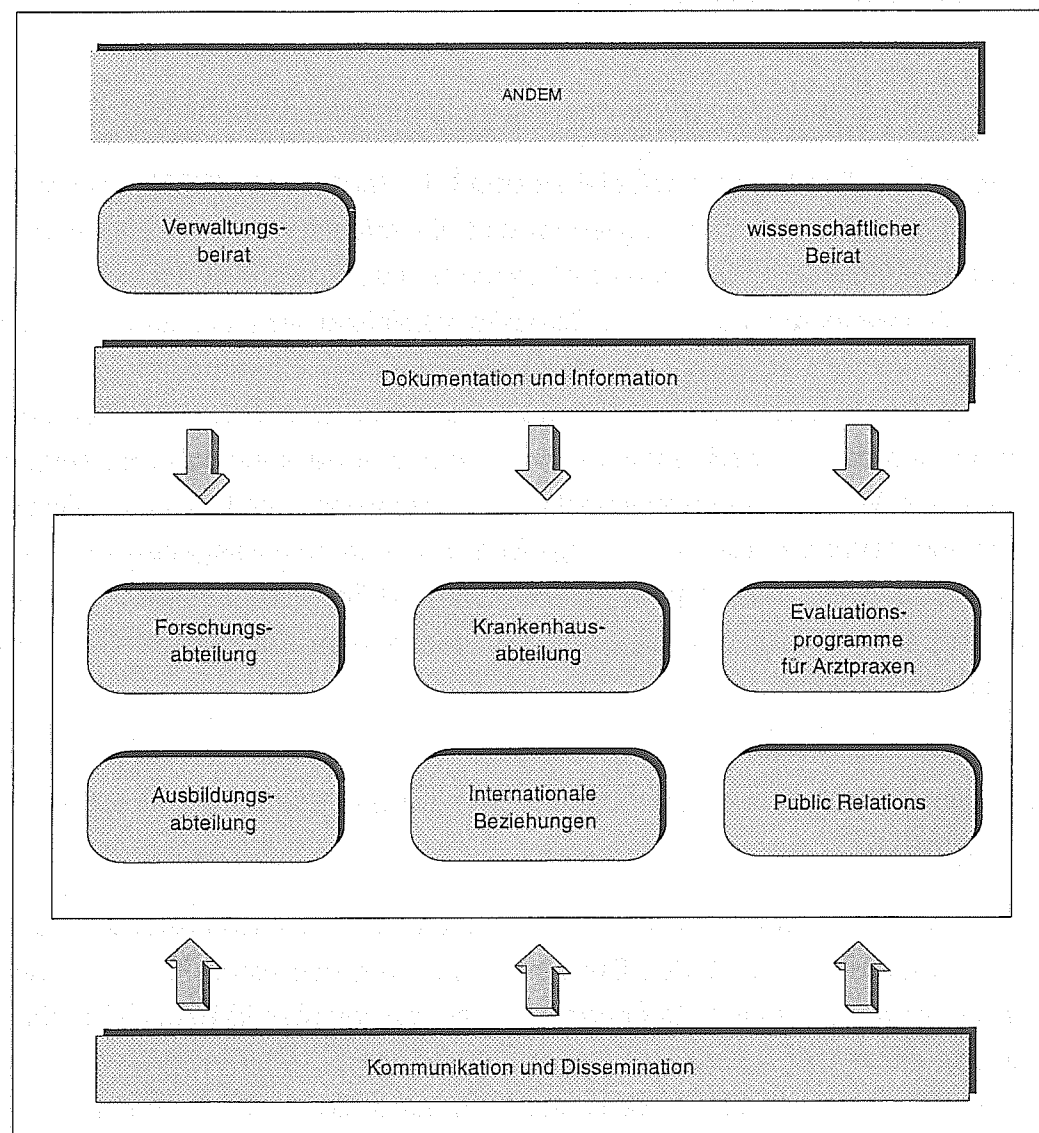 ANDEM
Verwaltungs-
beirat
wissenschaftlicher
Beirat
Dokumentation und Information
Forschungs-
abteilung
Krankenhaus-
abteilung
Evaluations-
programme
für Arztpraxen
Ausbildungs-
abteilung
Internationale
Beziehungen
Public Relations
Kommunikation und Dissemination